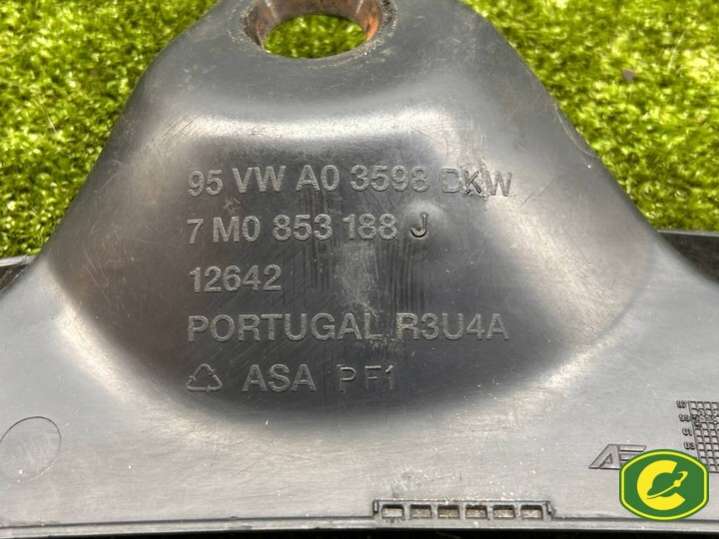 95 VW A0 3598 DKW
7 M0 853 188 J
12642
PORTUGAL R3U4A
ASA PF1